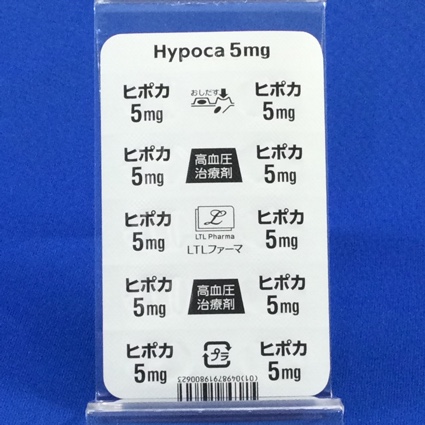 Hypoca 5mg
ヒポカ おしだす ヒポカ
5mg 5mg
ヒポカ 高血圧 ヒポカ
5mg 治療剤 5mg
ヒポカ L ヒポカ
5mg LTL Pharma 5mg
LTLファーマ
ヒポカ 高血圧 ヒポカ
5mg 治療剤 5mg
ヒポカ プラ ヒポカ
5mg 5mg
(01)04987919800623